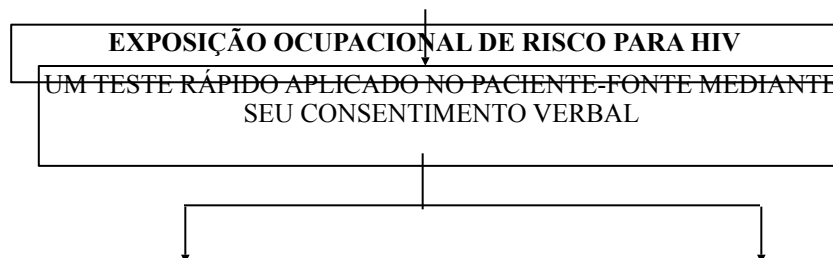 EXPOSIÇÃO OCUPACIONAL DE RISCO PARA HIV
UM TESTE RÁPIDO APLICADO NO PACIENTE-FONTE MEDIANTE
SEU CONSENTIMENTO VERBAL